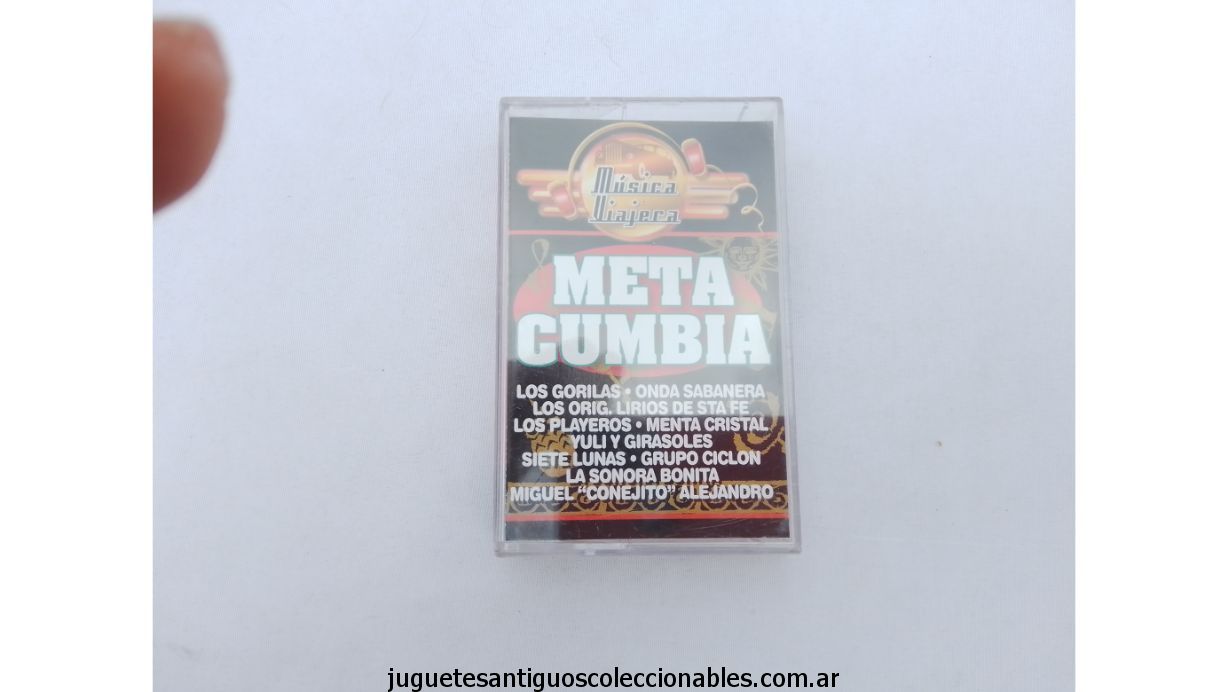 Música
Viajera
META
CUMBIA
LOS GORILAS • ONDA SABANERA
LOS ORIG. LIRIOS DE STA FE
LOS PLAYEROS • MENTA CRISTAL
YULI Y GIRASOLES
SIETE LUNAS • GRUPO CICLON
LA SONORA BONITA
MIGUEL "CONEJITO" ALEJANDRO
juguetesantiguoscoleccionables.com.ar